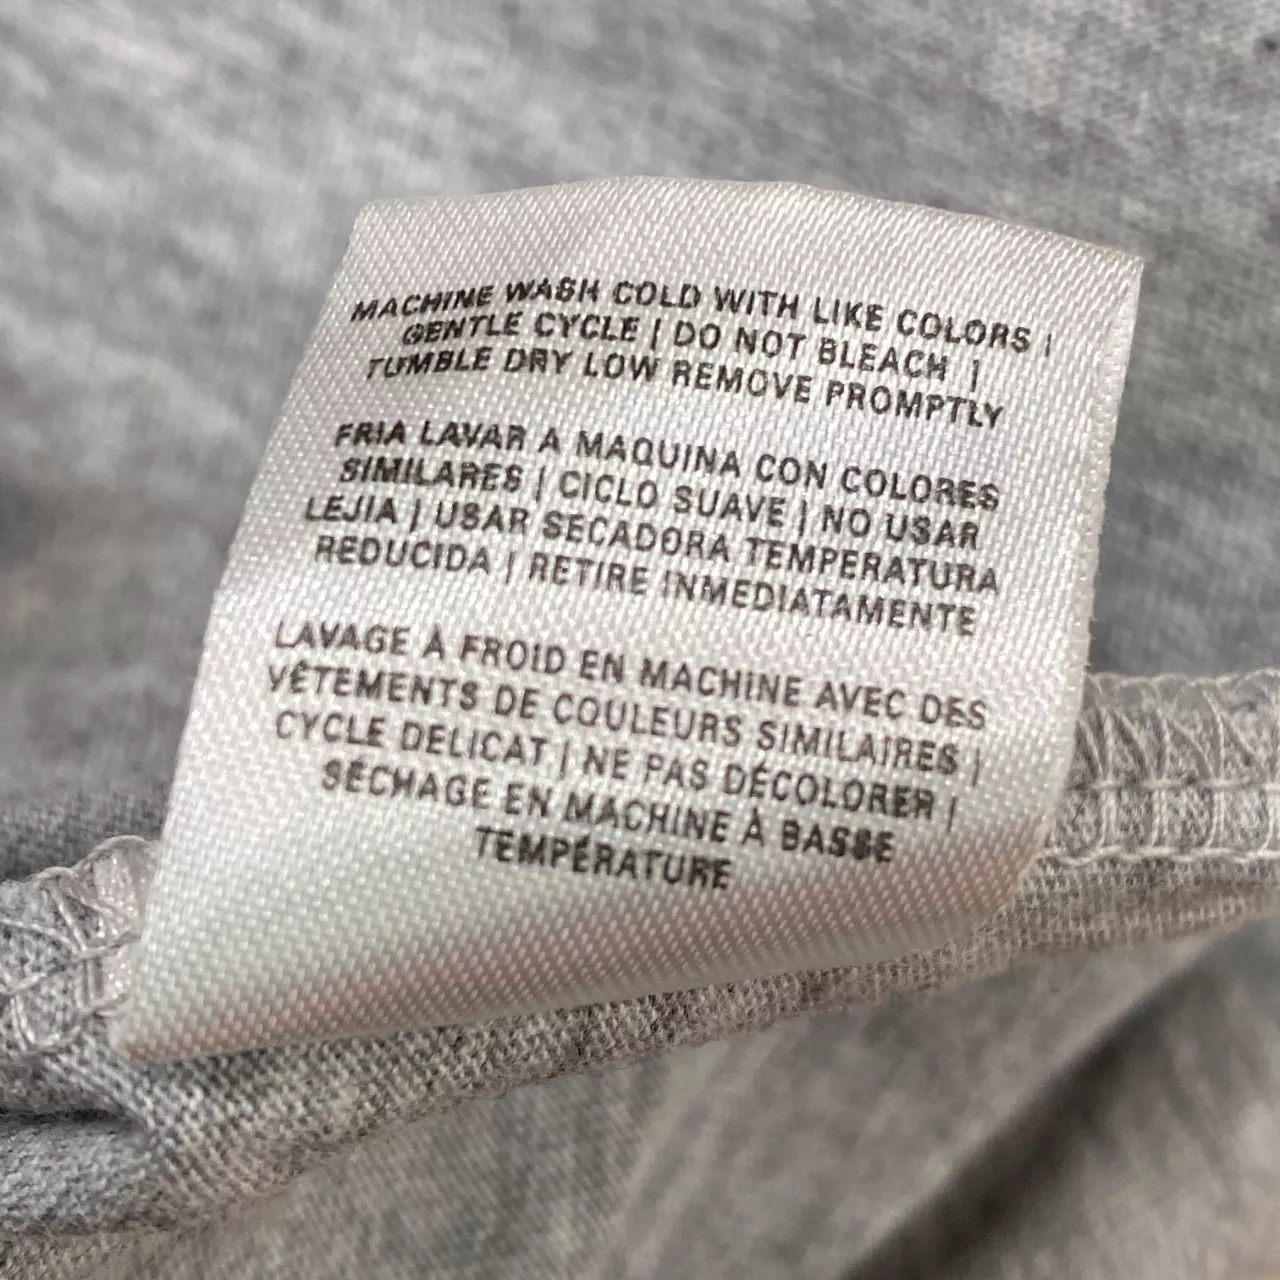 MACHINE WASH COLD WITH LIKE COLORS |
GENTLE CYCLE | DO NOT BLEACH |
TUMBLE DRY LOW REMOVE PROMPTLY
FRIA LAVAR A MAQUINA CON COLORES
SIMILARES | CICLO SUAVE | NO USAR
LEJIA | USAR SECADORA TEMPERATURA
REDUCIDA | RETIRE INMEDIATAMENTE
LAVAGE À FROID EN MACHINE AVEC DES
VÊTEMENTS DE COULEURS SIMILAIRES |
CYCLE DELICAT | NE PAS DÉCOLORER |
SÉCHAGE EN MACHINE À BASSE
TEMPÉRATURE